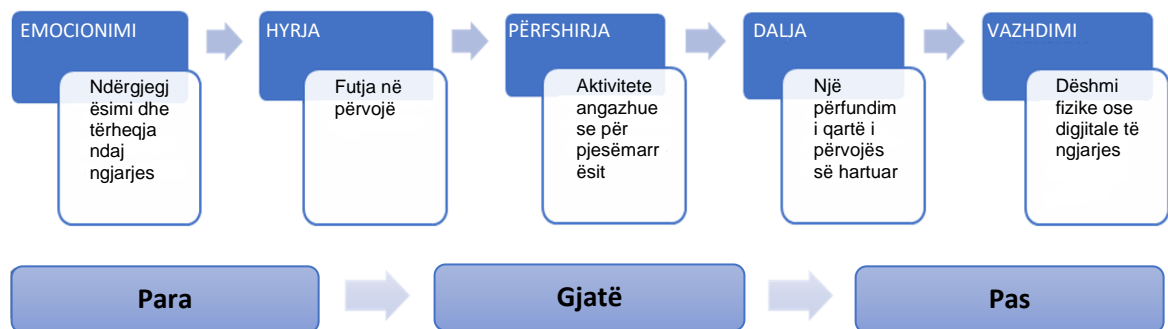 EMOCIONIMI
Ndërgjegj
ësimi dhe
tërheqja
ndaj
ngjarjes
HYRJA
Futja në
përvojë
PËRFSHIRJA
Aktivitete
angazhue
se për
pjesëmarr
ësit
DALJA
Një
përfundim
i qartë i
përvojës
së hartuar
VAZHDIMI
Dëshmi
fizike ose
digjitale të
ngjarjes
Para
Gjatë
Pas